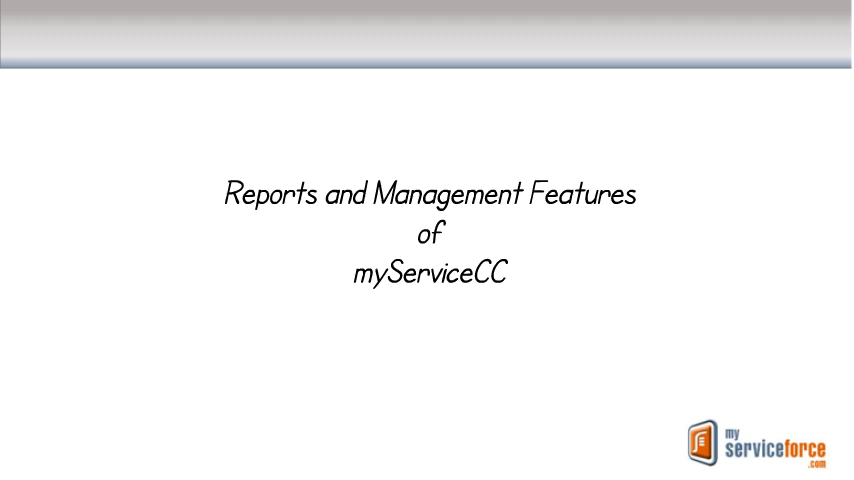 Reports and Management Features
of
myServiceCC
my
serviceforce
.com